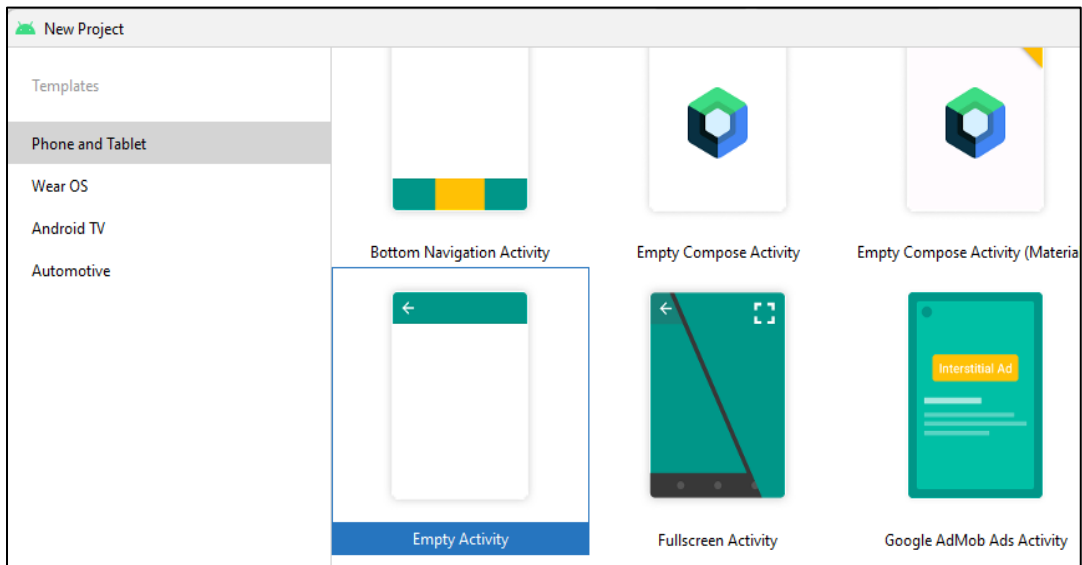 New Project
Templates
Phone and Tablet
Wear OS
Android TV
Automotive
Bottom Navigation Activity
Empty Compose Activity
Empty Compose Activity (Materia
Interstitial Ad
Empty Activity
Fullscreen Activity
Google AdMob Ads Activity